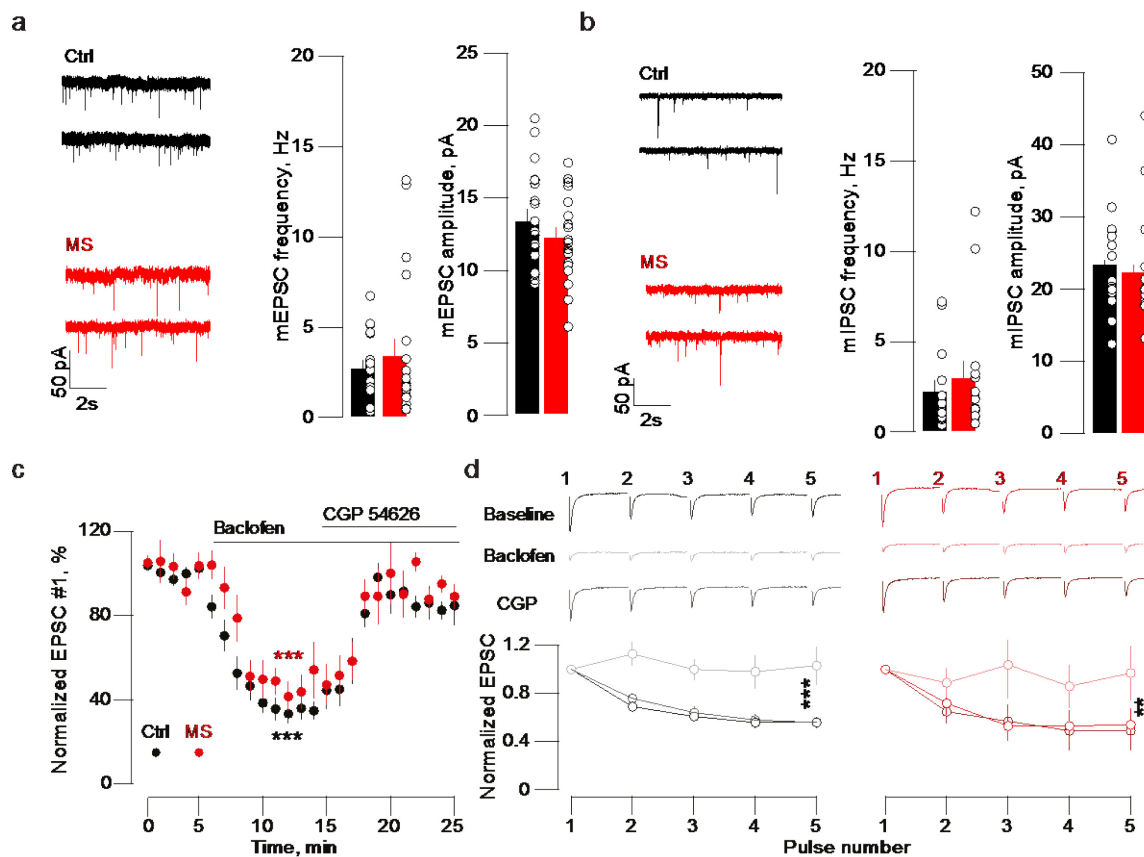 a
Ctrl
MS
50 pA
2s
mEPSC frequency, Hz
20
15
10
5
0
mEPSC amplitude, pA
25
20
15
10
5
0
b
Ctrl
MS
50 pA
2s
mIPSC frequency, Hz
20
15
10
5
0
mIPSC amplitude, pA
50
40
30
20
10
0
c
Normalized EPSC #1, %
120
80
40
0
Baclofen
CGP 54626
***
***
Ctrl MS
0 5 10 15 20 25
Time, min
d
1 2 3 4 5
1 2 3 4 5
Baseline
Baclofen
CGP
Normalized EPSC
1.2
0.6
0.4
0
***
**
1 2 3 4 5
1 2 3 4 5
Pulse number